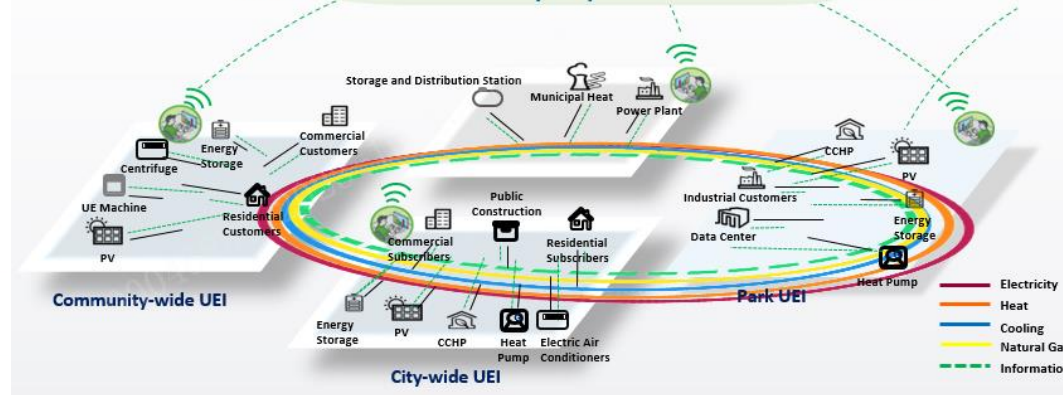 Storage and Distribution Station
Municipal Heat
Power Plant
Commercial
Customers
Energy
Storage
Centrifuge
UE Machine
Residential
Customers
PV
Community-wide UEI
CCHP
PV
Industrial Customers
Energy
Storage
Data Center
Heat Pump
Park UEI
Public
Construction
Commercial
Subscribers
Residential
Subscribers
Energy
Storage
PV
CCHP
Heat
Pump
Electric Air
Conditioners
City-wide UEI
Electricity
Heat
Cooling
Natural Ga
Informatio